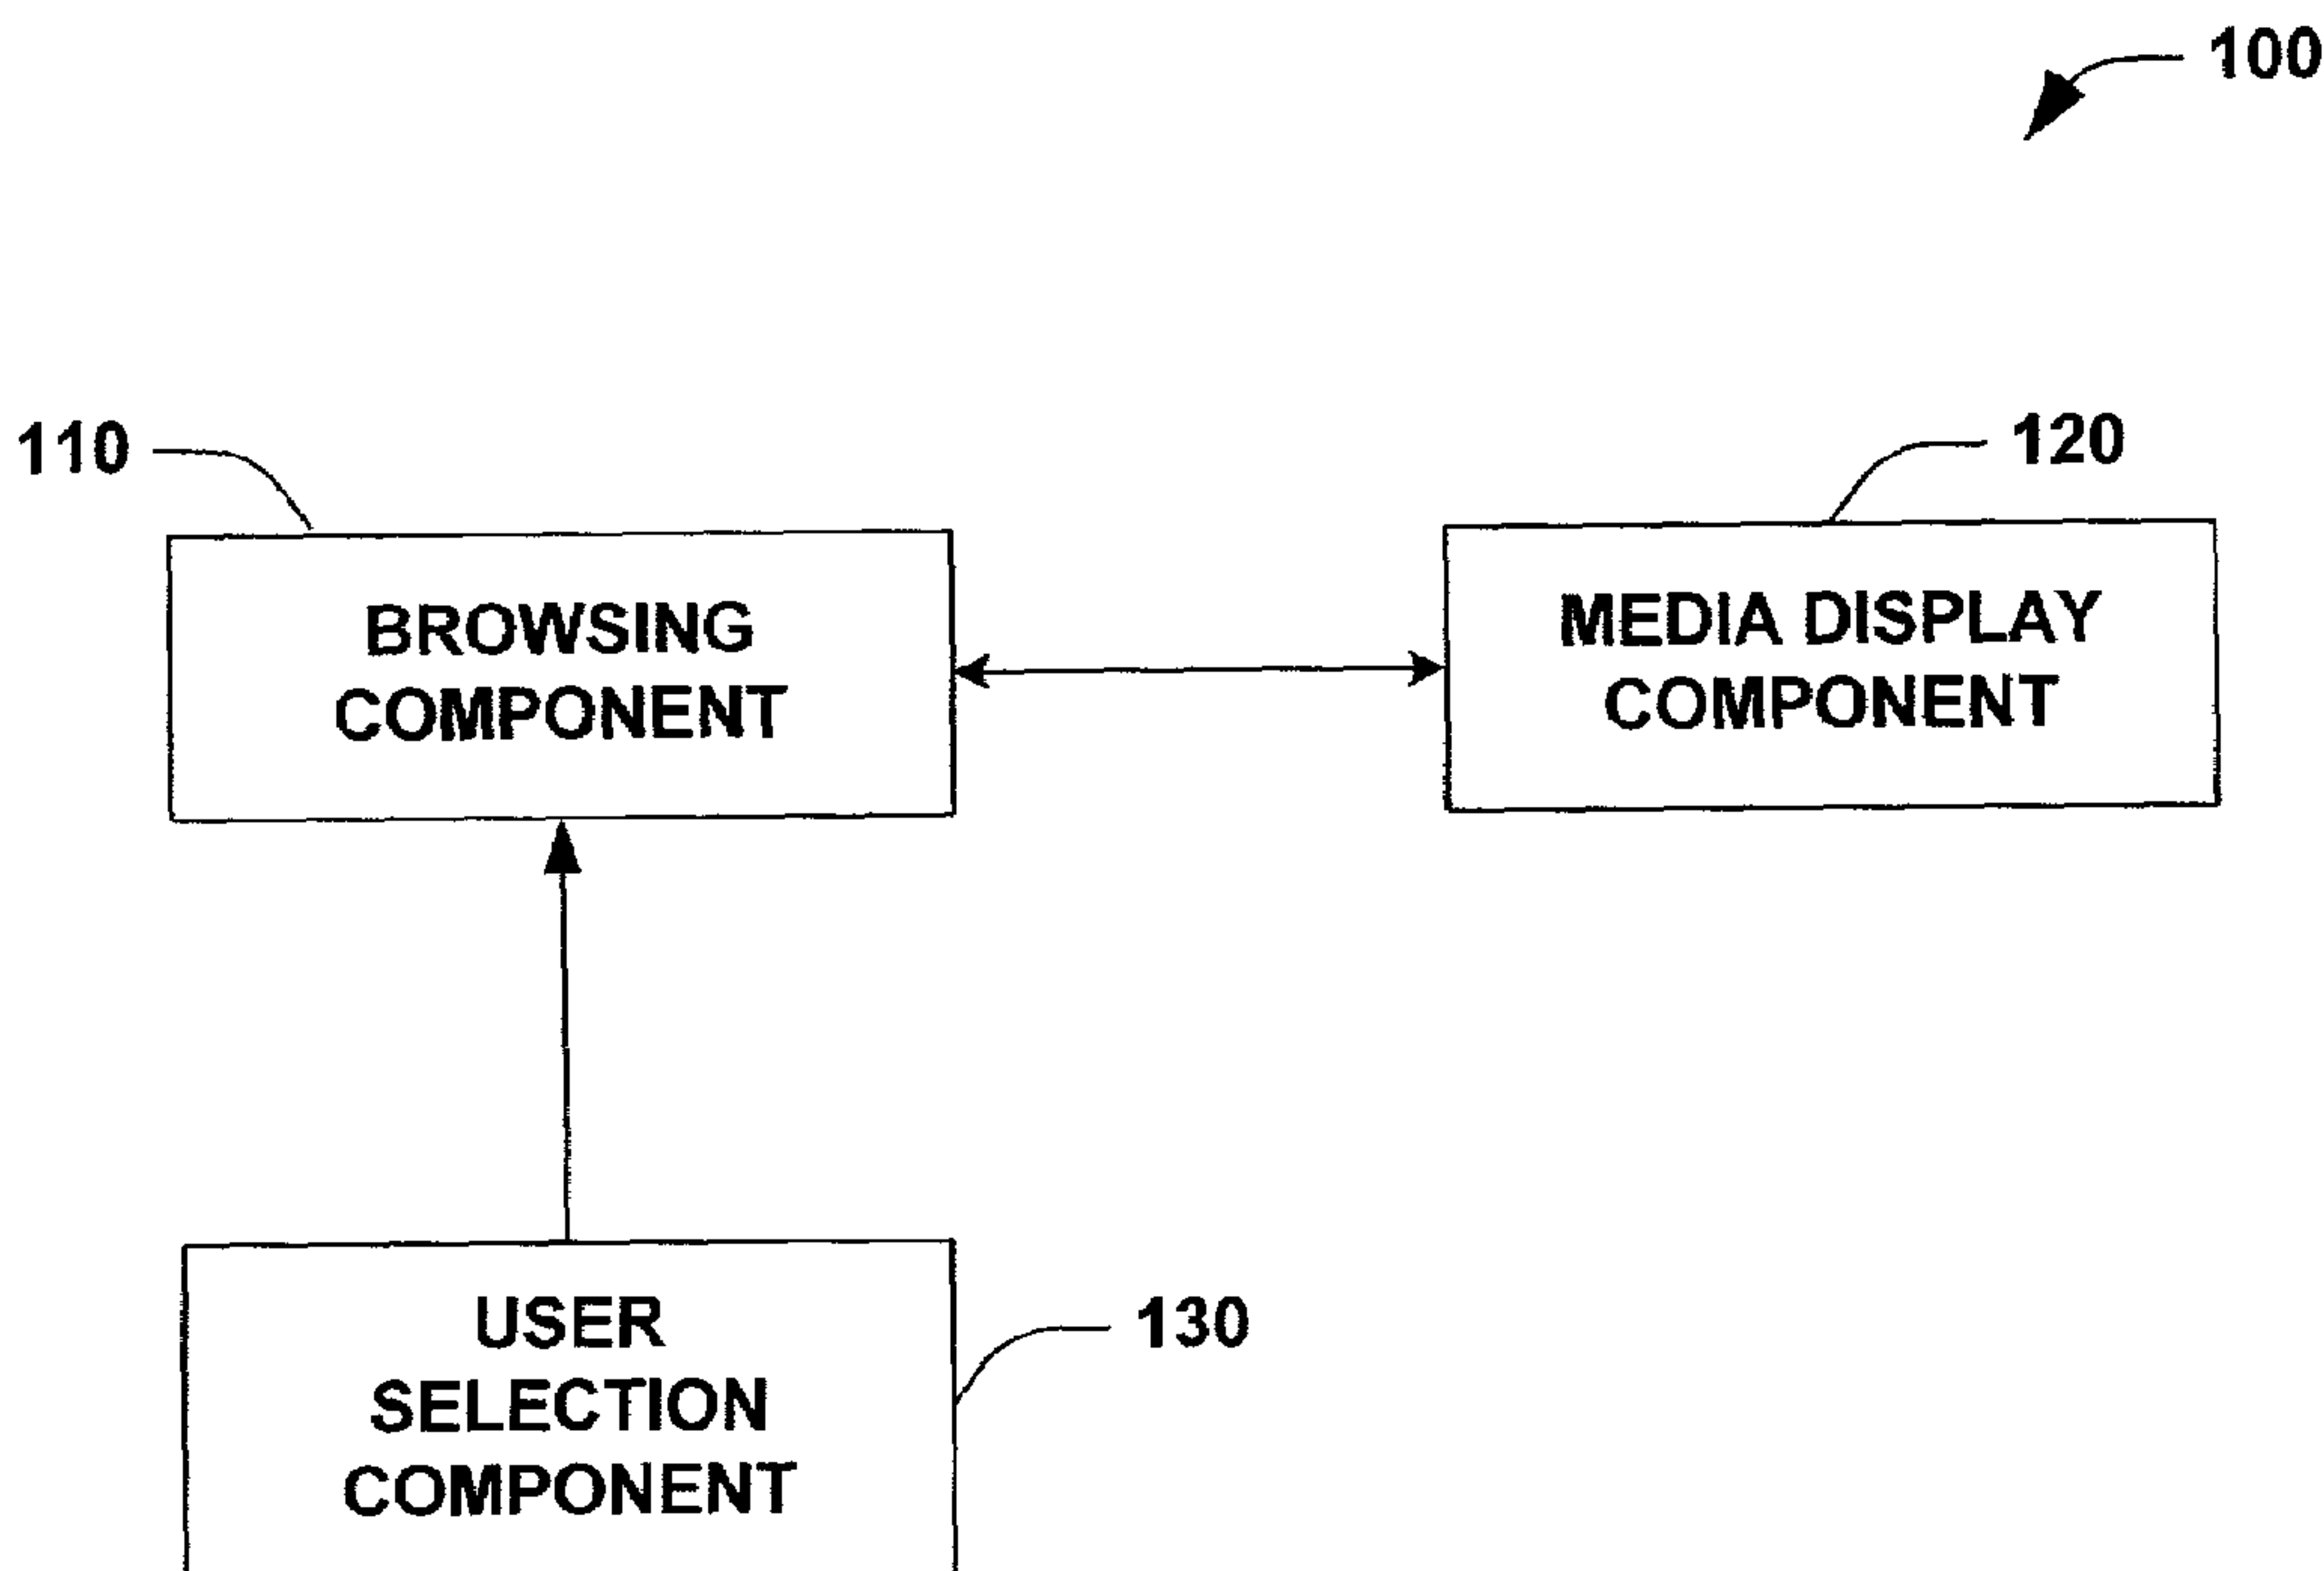 100
110
120
BROWSING
COMPONENT
MEDIA DISPLAY
COMPONENT
USER
SELECTION
COMPONENT
130